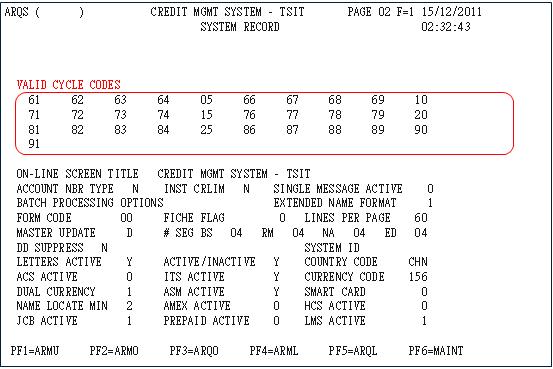 ARQS (      )          CREDIT MGMT SYSTEM - TSIT      PAGE 02 F=1 15/12/2011
SYSTEM RECORD                    02:32:43
VALID CYCLE CODES
61 62 63 64 05 66 67 68 69 10
71 72 73 74 15 76 77 78 79 20
81 82 83 84 25 86 87 88 89 90
91
ON-LINE SCREEN TITLE   CREDIT MGMT SYSTEM - TSIT
ACCOUNT NBR TYPE  N   INST CRLIM   N   SINGLE MESSAGE ACTIVE   0
BATCH PROCESSING OPTIONS   EXTENDED NAME FORMAT   1
FORM CODE   00   FICHE FLAG   0   LINES PER PAGE   60
MASTER UPDATE   D   # SEG BS   04   RM   04   NA   04   ED   04
DD SUPPRESS   N   SYSTEM ID
LETTERS ACTIVE   Y   ACTIVE/INACTIVE   Y   COUNTRY CODE   CHN
ACS ACTIVE   0   ITS ACTIVE   Y   CURRENCY CODE   156
DUAL CURRENCY   1   ASM ACTIVE   Y   SMART CARD   0
NAME LOCATE MIN   2   AMEX ACTIVE   0   HCS ACTIVE   0
JCB ACTIVE   1   PREPAID ACTIVE   0   LMS ACTIVE   1
PF1=ARMU   PF2=ARMO   PF3=ARQO   PF4=ARML   PF5=ARQL   PF6=MAINT